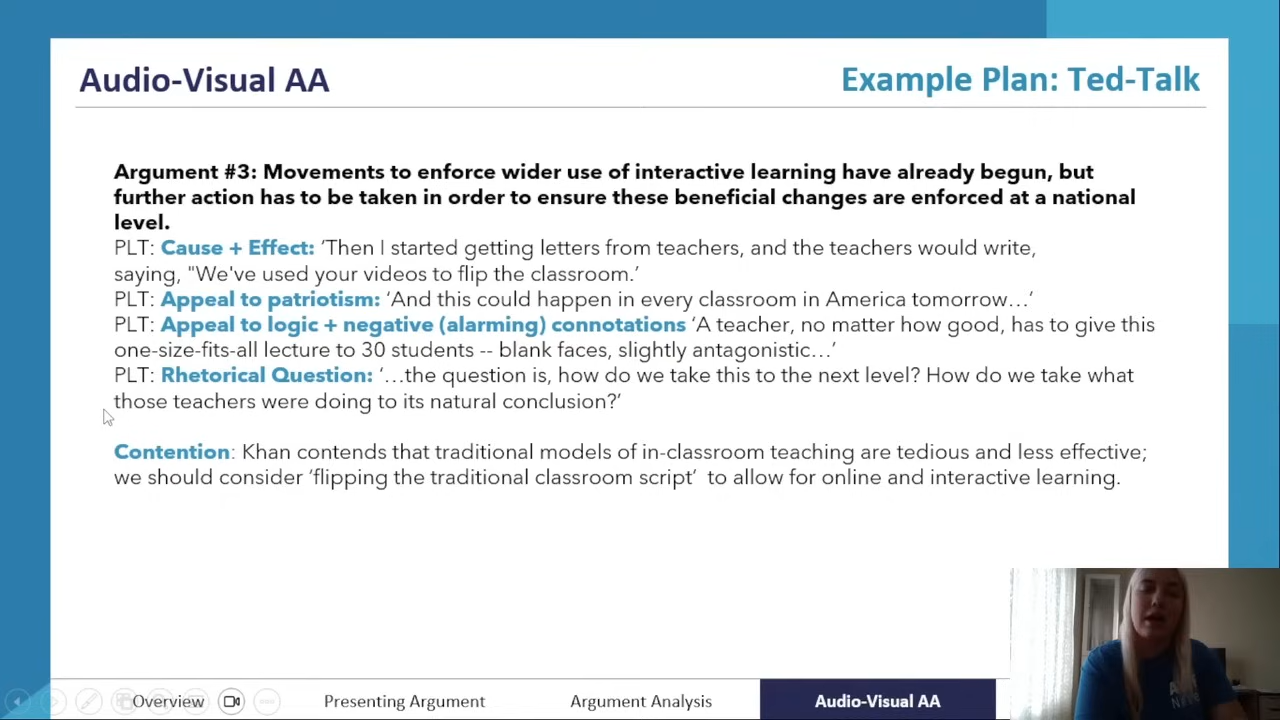 Audio-Visual AA
Example Plan: Ted-Talk
Argument #3: Movements to enforce wider use of interactive learning have already begun, but
further action has to be taken in order to ensure these beneficial changes are enforced at a national
level.
PLT: Cause + Effect: ‘Then I started getting letters from teachers, and the teachers would write,
saying, "We've used your videos to flip the classroom.’
PLT: Appeal to patriotism: ‘And this could happen in every classroom in America tomorrow…’
PLT: Appeal to logic + negative (alarming) connotations ‘A teacher, no matter how good, has to give this
one-size-fits-all lecture to 30 students -- blank faces, slightly antagonistic…’
PLT: Rhetorical Question: ‘…the question is, how do we take this to the next level? How do we take what
those teachers were doing to its natural conclusion?’
Contention: Khan contends that traditional models of in-classroom teaching are tedious and less effective;
we should consider ‘flipping the traditional classroom script’ to allow for online and interactive learning.
Overview
Presenting Argument
Argument Analysis
Audio-Visual AA